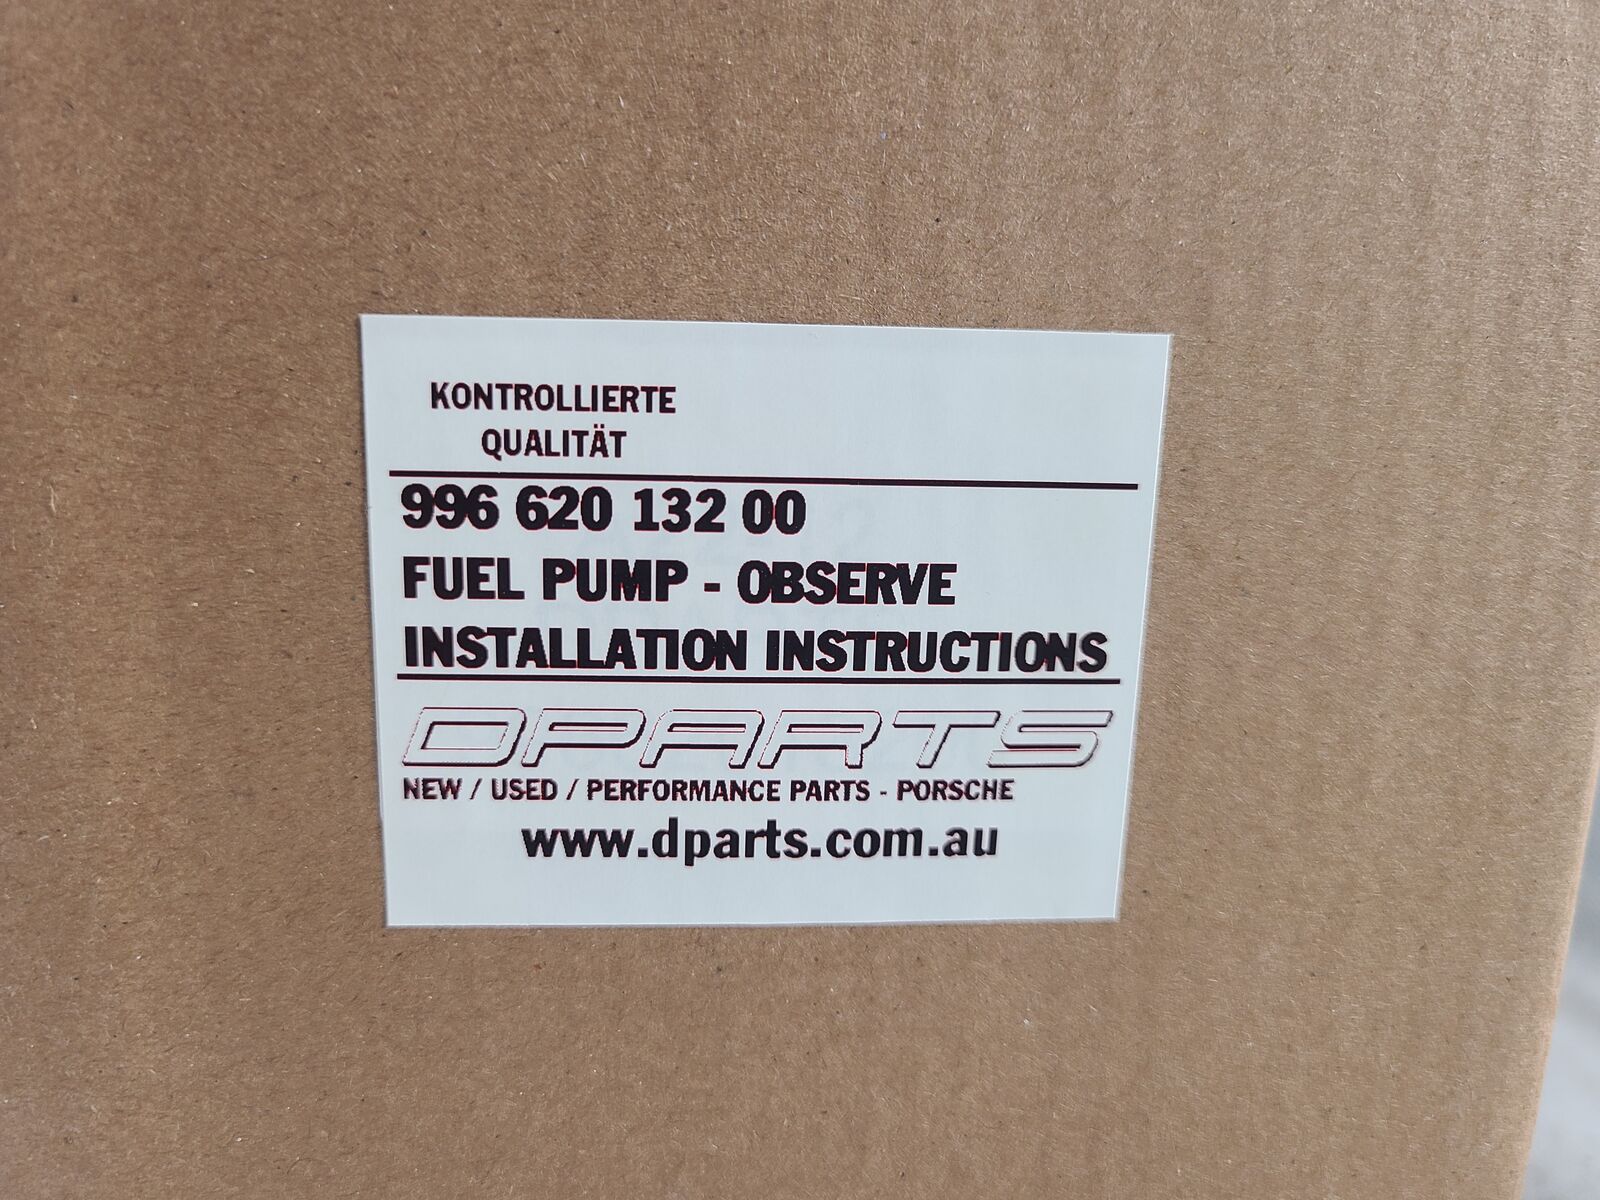 KONTROLLIERTE
QUALITÄT
996 620 132 00
FUEL PUMP - OBSERVE
INSTALLATION INSTRUCTIONS
DPARTS
NEW / USED / PERFORMANCE PARTS - PORSCHE
www.dparts.com.au